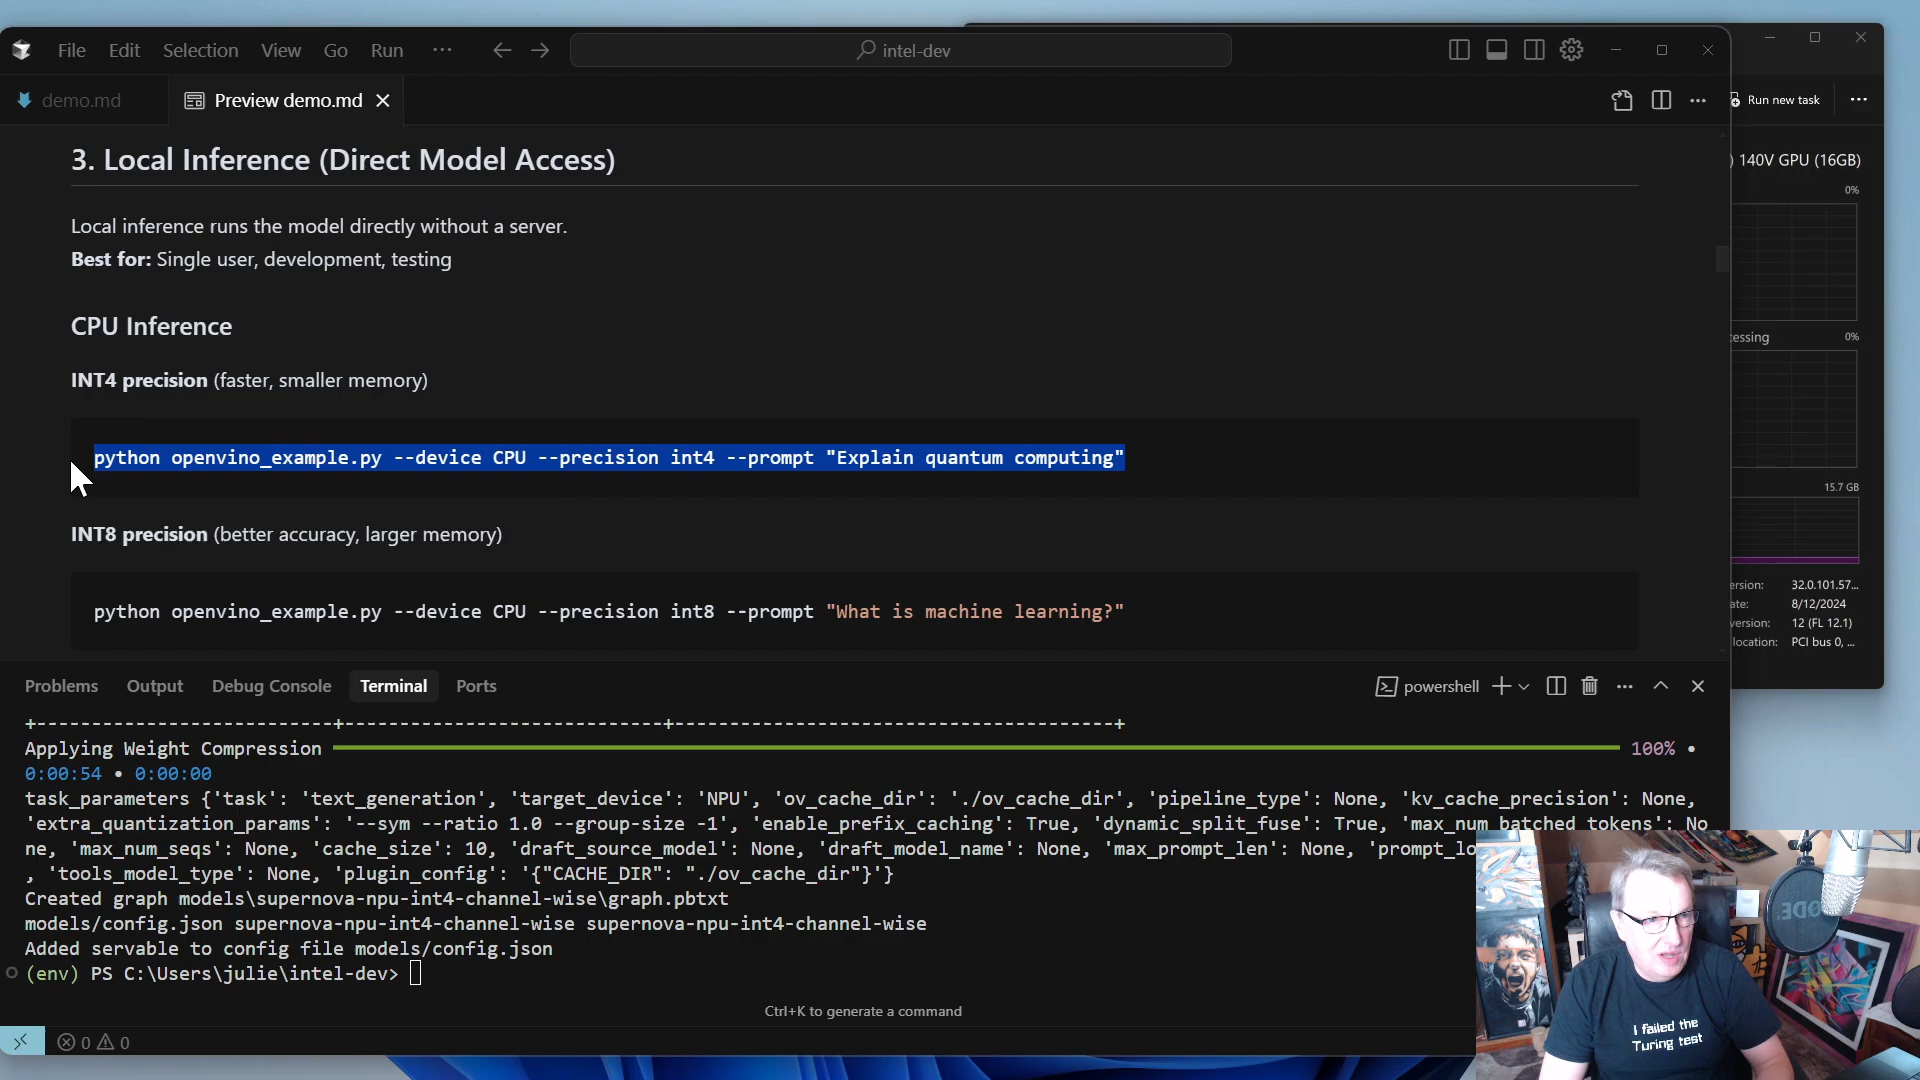 File Edit Selection View Go Run ··· intel-dev
Run new task
demo.md Preview demo.md
3. Local Inference (Direct Model Access)
) 140V GPU (16GB)
0%
Local inference runs the model directly without a server.
Best for: Single user, development, testing
CPU Inference
essing 0%
INT4 precision (faster, smaller memory)
python openvino_example.py --device CPU --precision int4 --prompt "Explain quantum computing"
15.7 GB
INT8 precision (better accuracy, larger memory)
python openvino_example.py --device CPU --precision int8 --prompt "What is machine learning?"
ersion: 32.0.101.57...
ate: 8/12/2024
version: 12 (FL 12.1)
location: PCI bus 0, ...
Problems Output Debug Console Terminal Ports powershell
+---------------------------+----------------------------+---------------------------------------+
Applying Weight Compression 100% •
0:00:54 • 0:00:00
task_parameters {'task': 'text_generation', 'target_device': 'NPU', 'ov_cache_dir': './ov_cache_dir', 'pipeline_type': None, 'kv_cache_precision': None,
'extra_quantization_params': '--sym --ratio 1.0 --group-size -1', 'enable_prefix_caching': True, 'dynamic_split_fuse': True, 'max_num_batched_tokens': No
ne, 'max_num_seqs': None, 'cache_size': 10, 'draft_source_model': None, 'draft_model_name': None, 'max_prompt_len': None, 'prompt_lo
, 'tools_model_type': None, 'plugin_config': '{"CACHE_DIR": "./ov_cache_dir"}'}
Created graph models\supernova-npu-int4-channel-wise\graph.pbtxt
models/config.json supernova-npu-int4-channel-wise supernova-npu-int4-channel-wise
Added servable to config file models/config.json
(env) PS C:\Users\julie\intel-dev>
Ctrl+K to generate a command
0 0
I failed the
Turing test